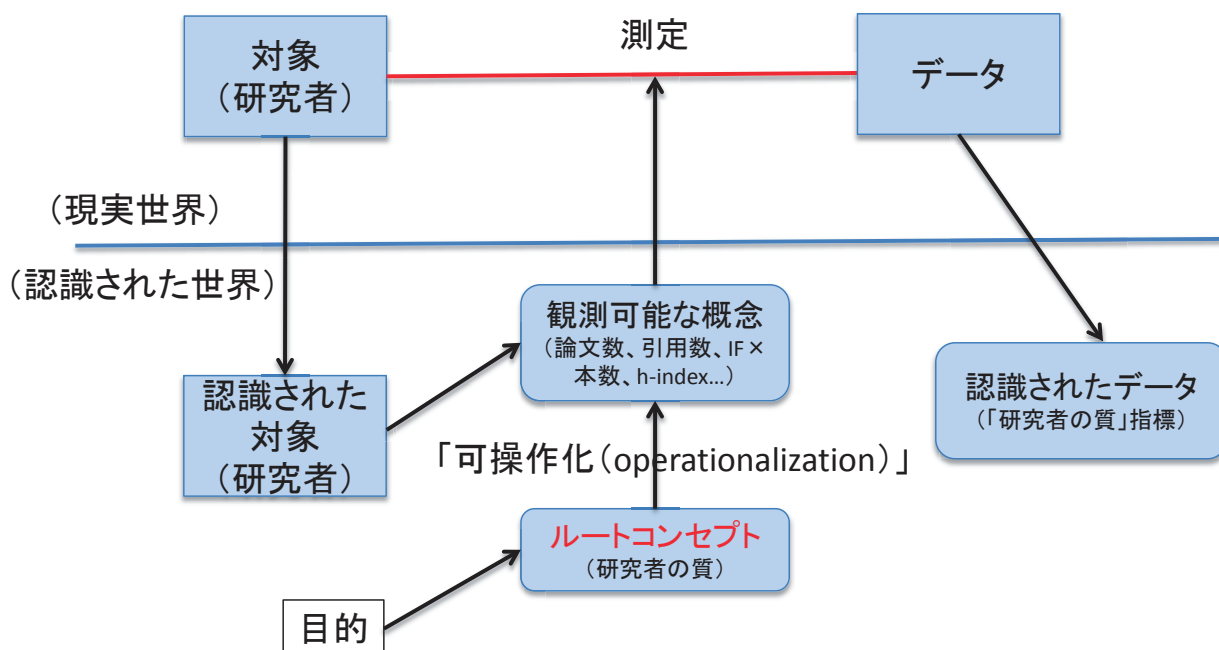 測定
対象
（研究者）
データ
（現実世界）
（認識された世界）
観測可能な概念
（論文数、引用数、IF×
本数、h-index…）
認識された
対象
（研究者）
認識されたデータ
（「研究者の質」指標）
「可操作化（operationalization）」
ルートコンセプト
（研究者の質）
目的